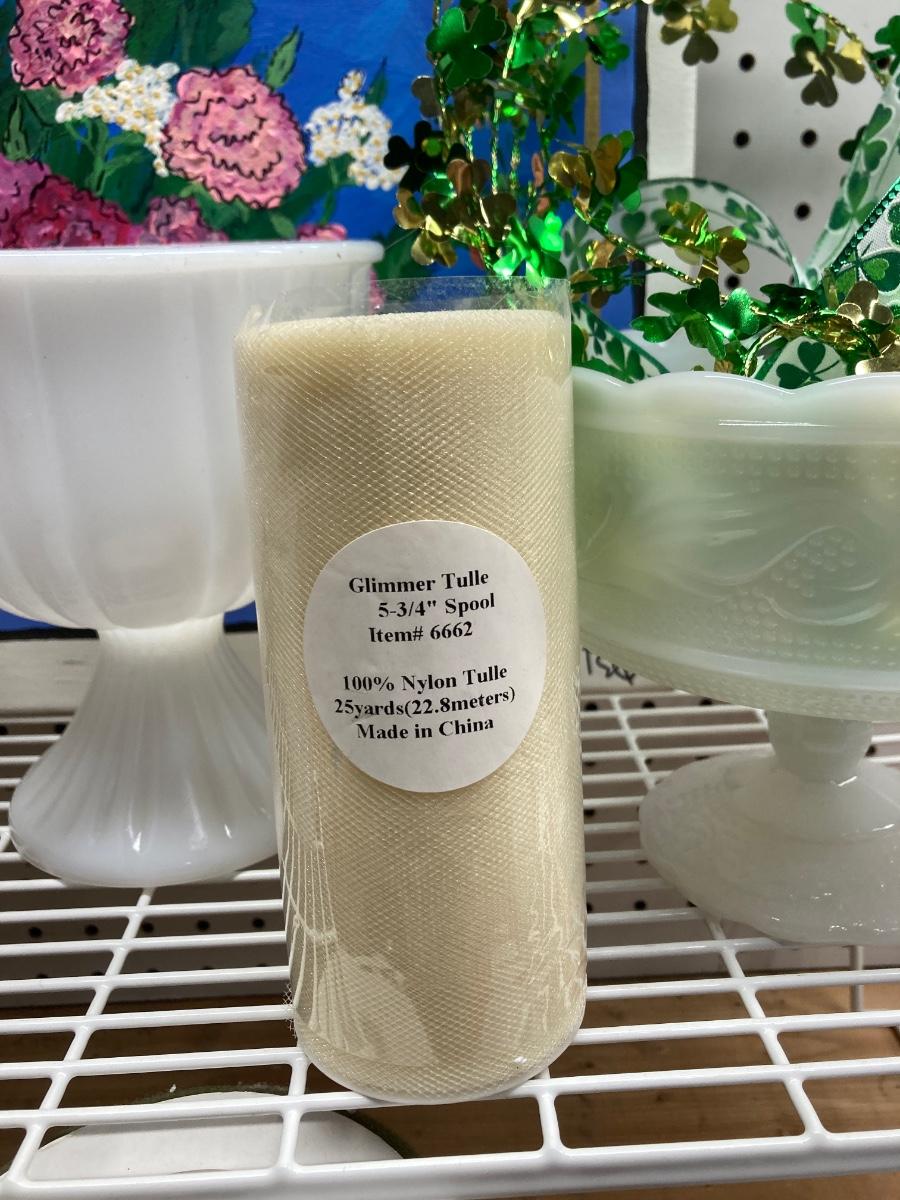 Glimmer Tulle
5-3/4" Spool
Item# 6662
100% Nylon Tulle
25yards(22.8meters)
Made in China